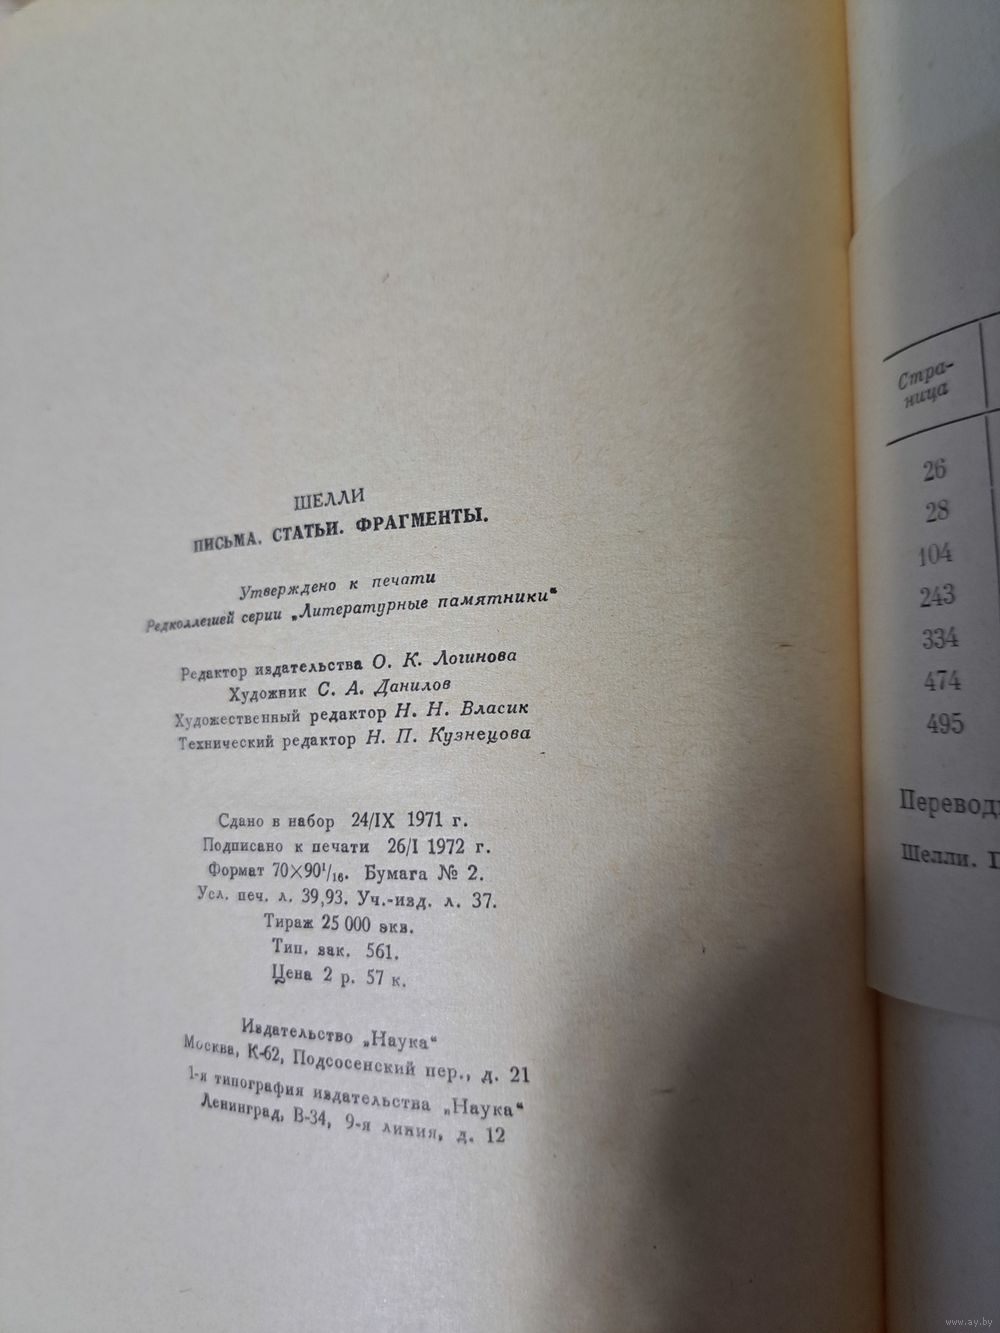 ШЕЛЛИ
ПИСЬМА. СТАТЬИ. ФРАГМЕНТЫ.
Утверждено к печати
Редколлегией серии „Литературные памятники“
Редактор издательства О. К. Логинова
Художник С. А. Данилов
Художественный редактор Н. Н. Власик
Технический редактор Н. П. Кузнецова
Сдано в набор 24/IX 1971 г.
Подписано к печати 26/I 1972 г.
Формат 70×90¹/₁₆. Бумага № 2.
Усл. печ. л. 39,93. Уч.-изд. л. 37.
Тираж 25 000 экз.
Тип. зак. 561.
Цена 2 р. 57 к.
Издательство „Наука“
Москва, К-62, Подсосенский пер., д. 21
1-я типография издательства „Наука“
Ленинград, В-34, 9-я линия, д. 12
Стра-
ница
26
28
104
243
334
474
495
Перевод
Шелли. П
www.ay.by